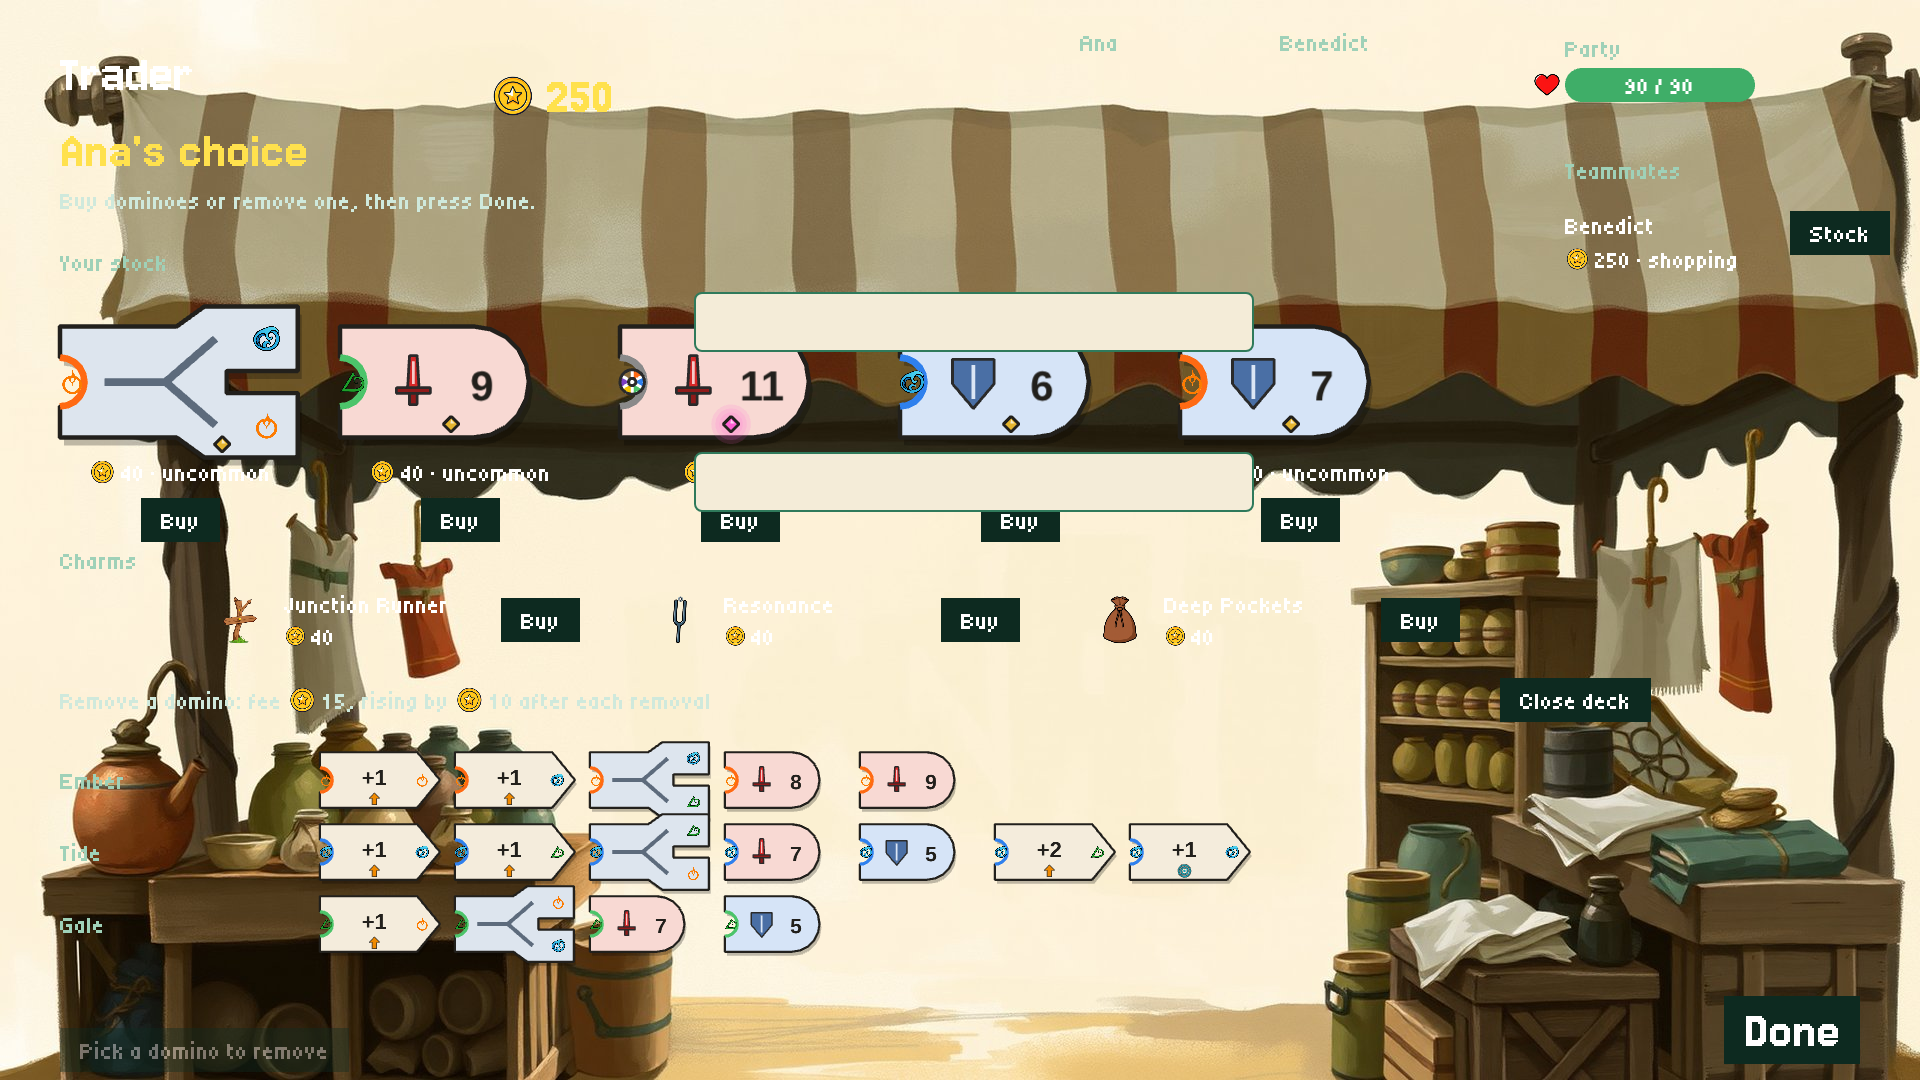 Trader
250
Ana
Benedict
Party
90 / 90
Ana's choice
Buy dominoes or remove one, then press Done.
Teammates
Benedict
250 · shopping
Stock
Your stock
9
11
6
7
40 · uncommon
40 · uncommon
0 · uncommon
Buy
Buy
Buy
Buy
Buy
Charms
Junction Runner
40
Buy
Resonance
40
Buy
Deep Pockets
40
Buy
Remove a domino: fee 15, rising by 10 after each removal
Close deck
Ember
+1
+1
8
9
Tide
+1
+1
7
5
+2
+1
Gale
+1
7
5
Pick a domino to remove
Done